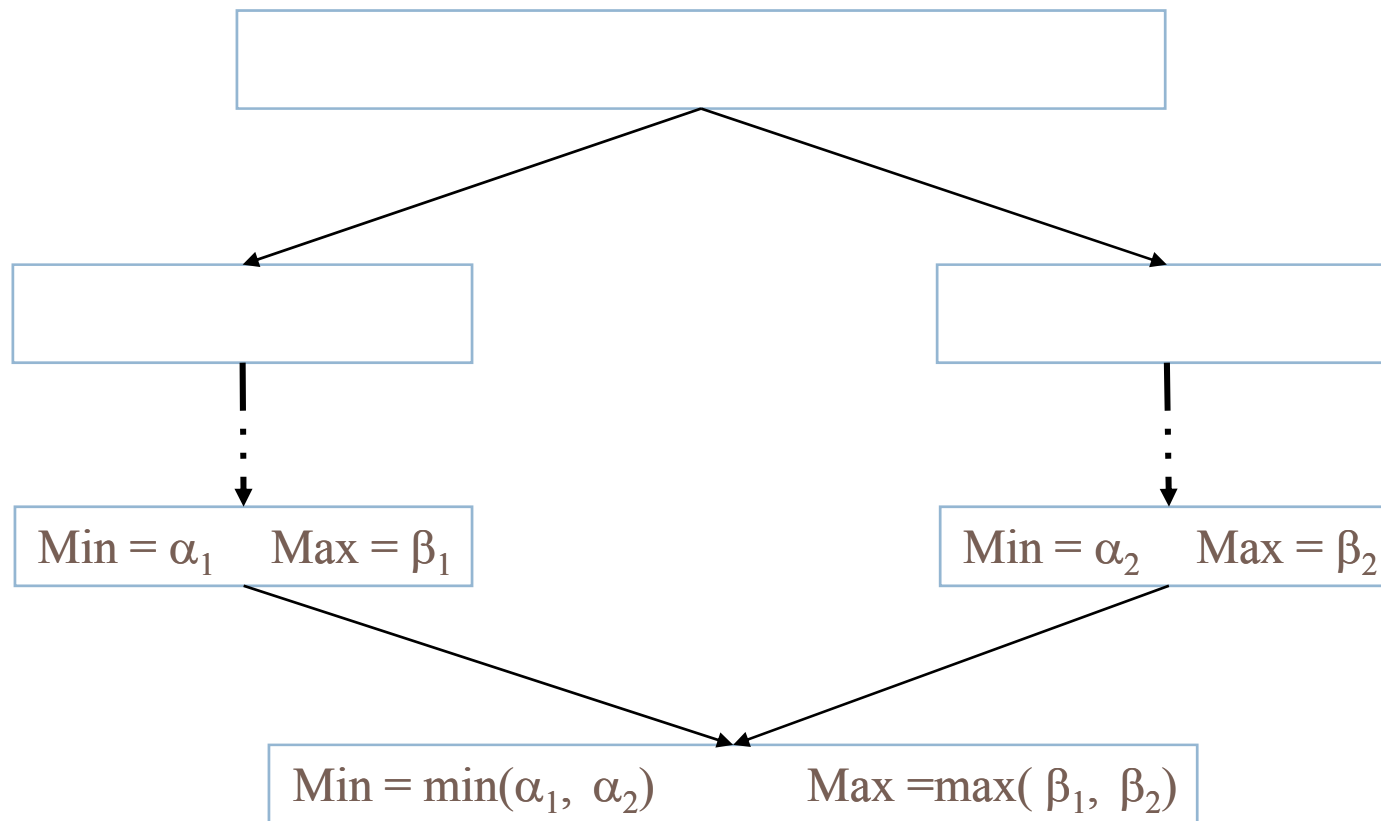 Min = α₁ Max = β₁
Min = α₂ Max = β₂
Min = min(α₁, α₂) Max =max( β₁, β₂)